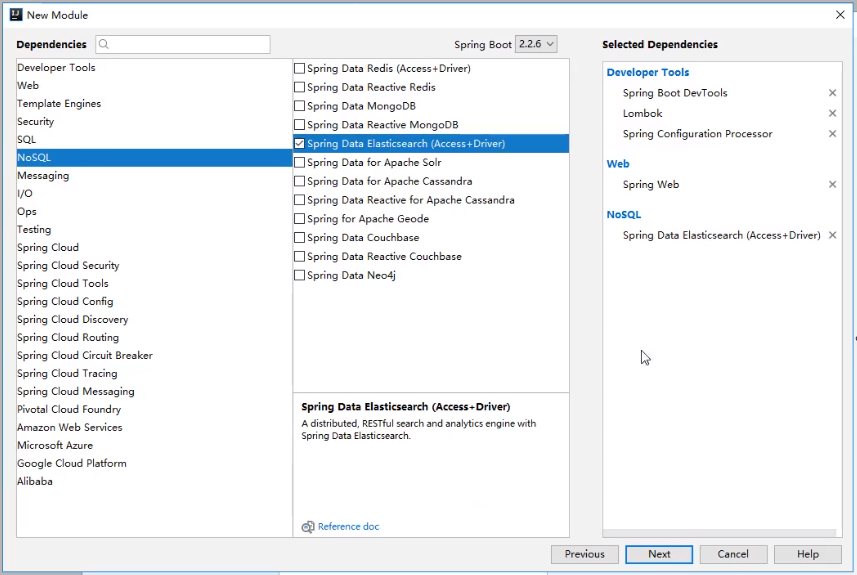 New Module
Dependencies
Spring Boot 2.2.6
Selected Dependencies
Developer Tools
Web
Template Engines
Security
SQL
NoSQL
Messaging
I/O
Ops
Testing
Spring Cloud
Spring Cloud Security
Spring Cloud Tools
Spring Cloud Config
Spring Cloud Discovery
Spring Cloud Routing
Spring Cloud Circuit Breaker
Spring Cloud Tracing
Spring Cloud Messaging
Pivotal Cloud Foundry
Amazon Web Services
Microsoft Azure
Google Cloud Platform
Alibaba
Spring Data Redis (Access+Driver)
Spring Data Reactive Redis
Spring Data MongoDB
Spring Data Reactive MongoDB
Spring Data Elasticsearch (Access+Driver)
Spring Data for Apache Solr
Spring Data for Apache Cassandra
Spring Data Reactive for Apache Cassandra
Spring for Apache Geode
Spring Data Couchbase
Spring Data Reactive Couchbase
Spring Data Neo4j
Spring Data Elasticsearch (Access+Driver)
A distributed, RESTful search and analytics engine with
Spring Data Elasticsearch.
Reference doc
Developer Tools
Spring Boot DevTools
Lombok
Spring Configuration Processor
Web
Spring Web
NoSQL
Spring Data Elasticsearch (Access+Driver)
Previous
Next
Cancel
Help